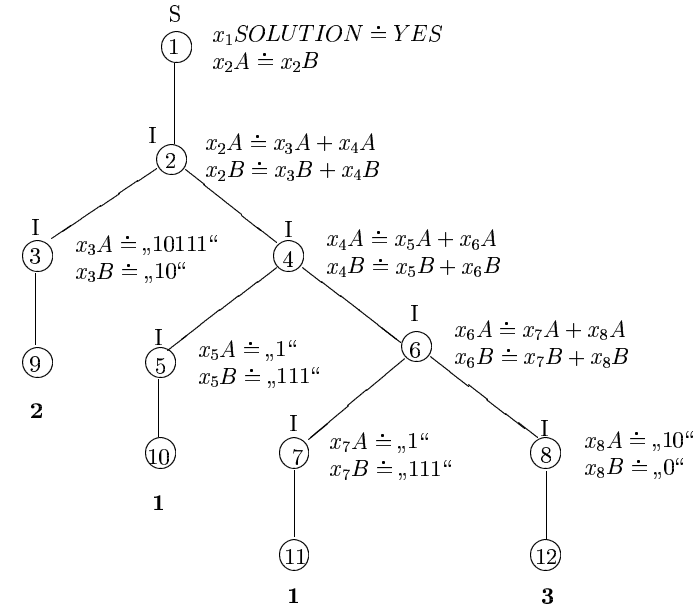 S
1 x₁SOLUTION ≐ YES
x₂A ≐ x₂B
I
2 x₂A ≐ x₃A + x₄A
x₂B ≐ x₃B + x₄B
I
3 x₃A ≐ „10111“
x₃B ≐ „10“
I
4 x₄A ≐ x₅A + x₆A
x₄B ≐ x₅B + x₆B
I
5 x₅A ≐ „1“
x₅B ≐ „111“
I
6 x₆A ≐ x₇A + x₈A
x₆B ≐ x₇B + x₈B
9
2
10
1
I
7 x₇A ≐ „1“
x₇B ≐ „111“
I
8 x₈A ≐ „10“
x₈B ≐ „0“
11
1
12
3